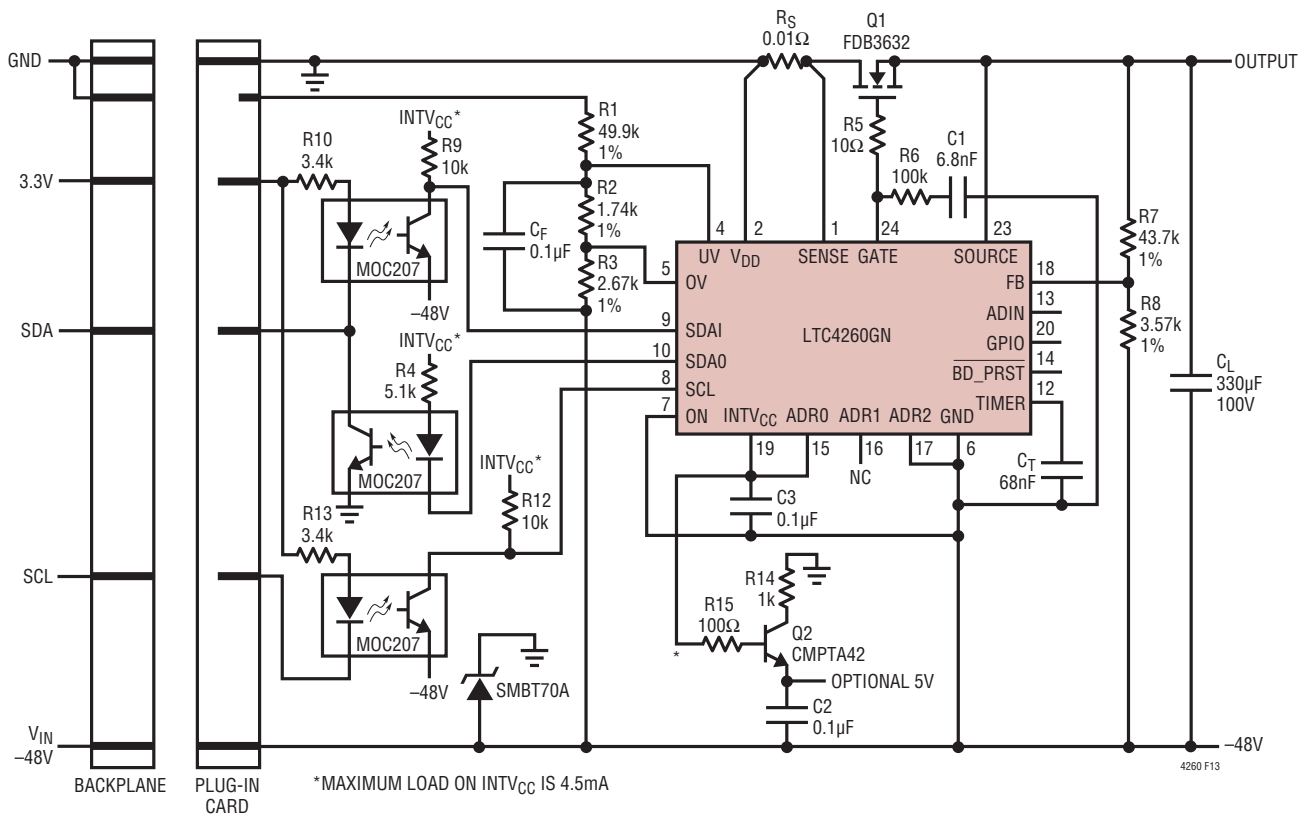 GND
3.3V
SDA
SCL
VIN
–48V
BACKPLANE
PLUG-IN
CARD
R10
3.4k
INTVCC*
R9
10k
MOC207
–48V
INTVCC*
R4
5.1k
MOC207
R13
3.4k
INTVCC*
R12
10k
MOC207
–48V
SMBT70A
CF
0.1µF
R1
49.9k
1%
R2
1.74k
1%
R3
2.67k
1%
RS
0.01Ω
Q1
FDB3632
R5
10Ω
R6
100k
C1
6.8nF
OUTPUT
4
2
1
24
23
UV
VDD
SENSE
GATE
SOURCE
5
OV
9
SDAI
10
SDA0
8
SCL
7
ON
LTC4260GN
18
FB
13
ADIN
20
GPIO
14
BD_PRST
12
TIMER
INTVCC
ADR0
ADR1
ADR2
GND
19
15
16
17
6
NC
R7
43.7k
1%
R8
3.57k
1%
CL
330µF
100V
CT
68nF
C3
0.1µF
R14
1k
R15
100Ω
*
Q2
CMPTA42
OPTIONAL 5V
C2
0.1µF
–48V
4260 F13
*MAXIMUM LOAD ON INTVCC IS 4.5mA